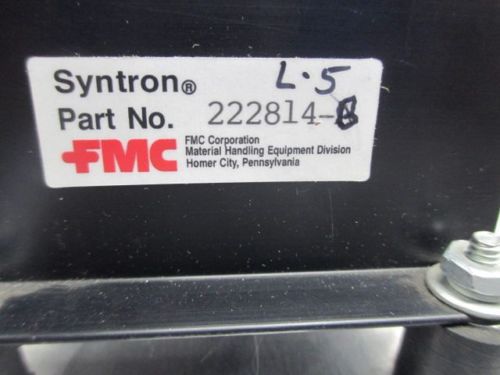 L.5
Syntron®
Part No. 222814-B
FMC
FMC Corporation
Material Handling Equipment Division
Homer City, Pennsylvania